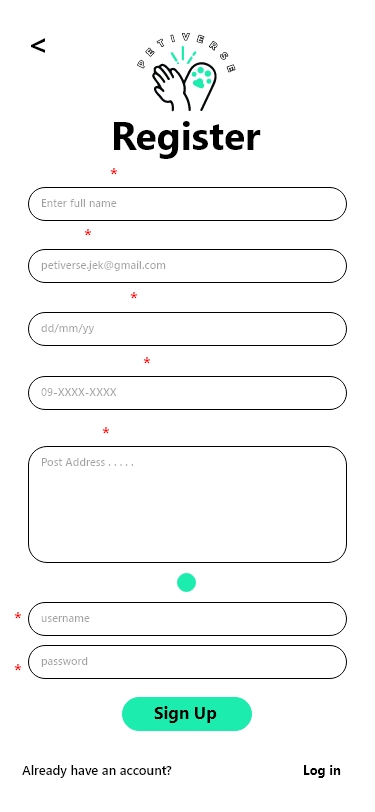 <
PETIVERSE
Register
*
Enter full name
*
petiverse.jek@gmail.com
*
dd/mm/yy
*
09-XXXX-XXXX
*
Post Address . . . . .
* username
* password
Sign Up
Already have an account? Log in